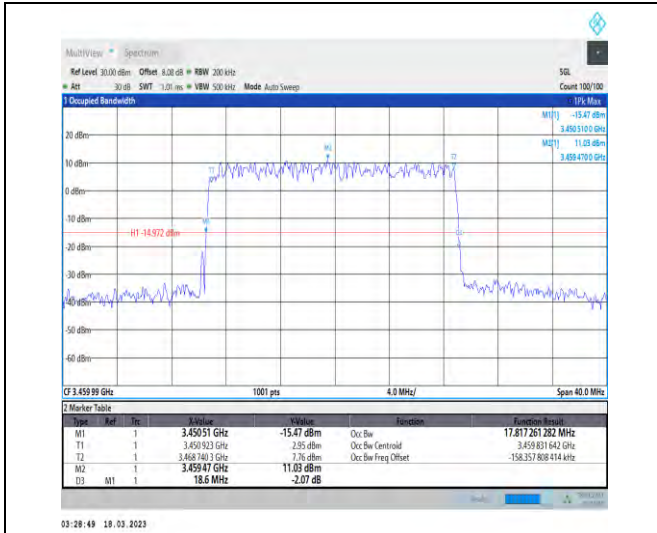 MultiView Spectrum
Ref Level 30.00 dBm Offset 8.08 dB RBW 200 kHz SGL
Att 30 dB SWT 1.01 ms VBW 500 kHz Mode Auto Sweep Count 100/100
1 Occupied Bandwidth 1Pk Max
M1[1] -15.47 dBm
3.4505100 GHz
20 dBm M2[1] 11.03 dBm
3.4594700 GHz
M2
T2
10 dBm
T1
0 dBm
-10 dBm
M1
H1 -14.972 dBm
D3
-20 dBm
-30 dBm
-40 dBm
-50 dBm
-60 dBm
CF 3.45999 GHz 1001 pts 4.0 MHz/ Span 40.0 MHz
2 Marker Table
Type Ref Trc X-Value Y-Value Function Function Result
M1 1 3.45051 GHz -15.47 dBm Occ Bw 17.817 261 282 MHz
T1 1 3.450 923 GHz 2.95 dBm Occ Bw Centroid 3.459 831 642 GHz
T2 1 3.468 740 3 GHz 7.76 dBm Occ Bw Freq Offset -158.357 808 414 kHz
M2 1 3.45947 GHz 11.03 dBm
D3 M1 1 18.6 MHz -2.07 dB
03:28:49 18.03.2023